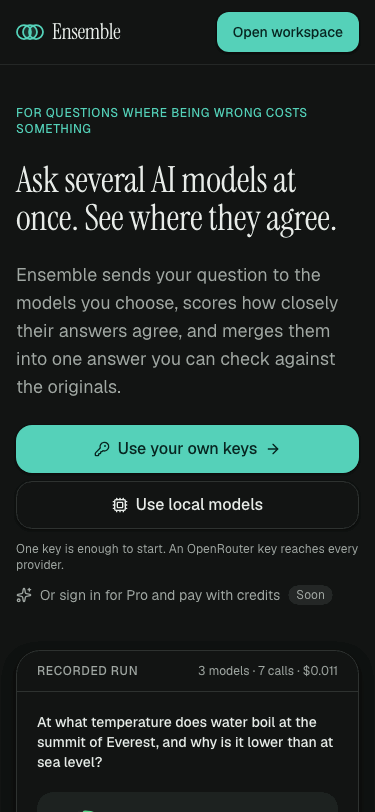 Ensemble
Open workspace
FOR QUESTIONS WHERE BEING WRONG COSTS
SOMETHING
Ask several AI models at
once. See where they agree.
Ensemble sends your question to the
models you choose, scores how closely
their answers agree, and merges them
into one answer you can check against
the originals.
Use your own keys →
Use local models
One key is enough to start. An OpenRouter key reaches every
provider.
Or sign in for Pro and pay with credits Soon
RECORDED RUN
3 models · 7 calls · $0.011
At what temperature does water boil at the
summit of Everest, and why is it lower than at
sea level?